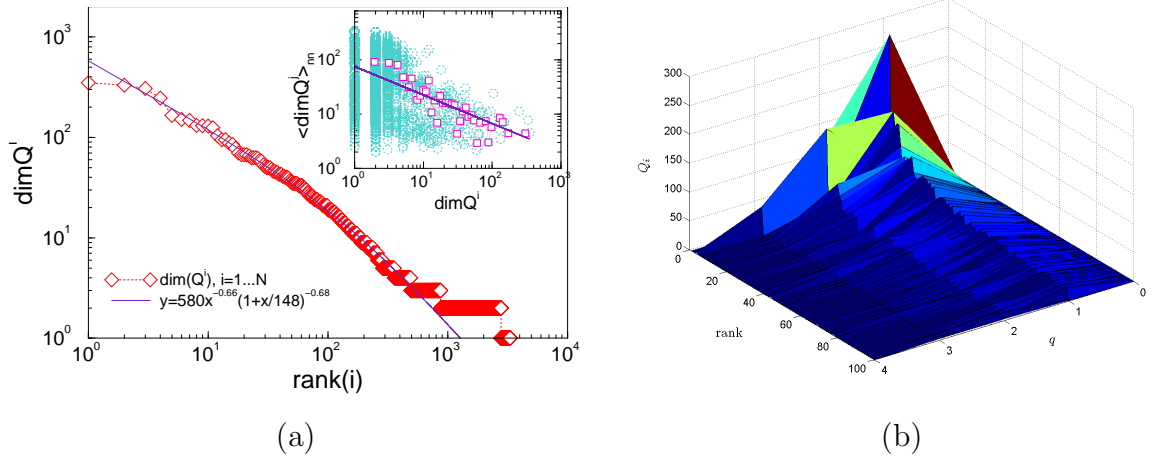 10³
10²
10¹
10⁰
dimQⁱ
10⁰ 10¹ 10² 10³ 10⁴
rank(i)
dim(Qⁱ), i=1...N
y=580x⁻⁰·⁶⁶(1+x/148)⁻⁰·⁶⁸
10²
10¹
10⁰
<dimQʲ>ₙₙ
10⁰ 10¹ 10² 10³
dimQⁱ
(a)
300
250
200
150
100
50
0
Qᵢ
0
20
40
60
80
100
rank
4
3
2
1
0
q
(b)